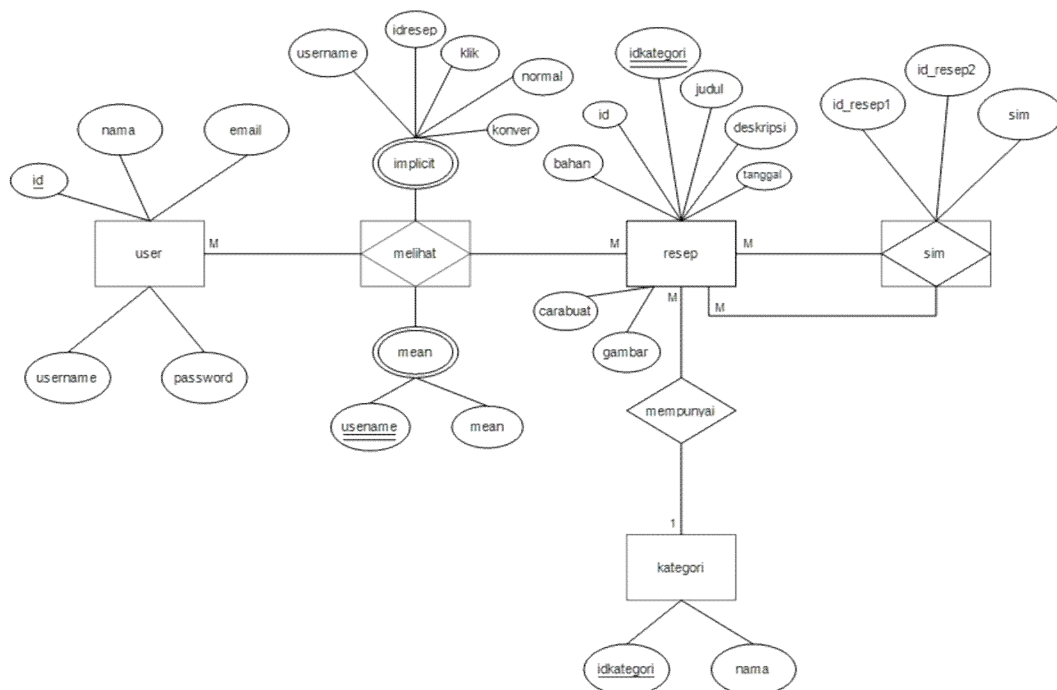 idresep
username
klik
normal
konver
implicit
nama
email
id
user
username
password
M
melihat
M
mean
usename
mean
idkategori
judul
id
deskripsi
bahan
tanggal
resep
carabuat
gambar
M
M
M
mempunyai
1
kategori
idkategori
nama
id_resep1
id_resep2
sim
sim